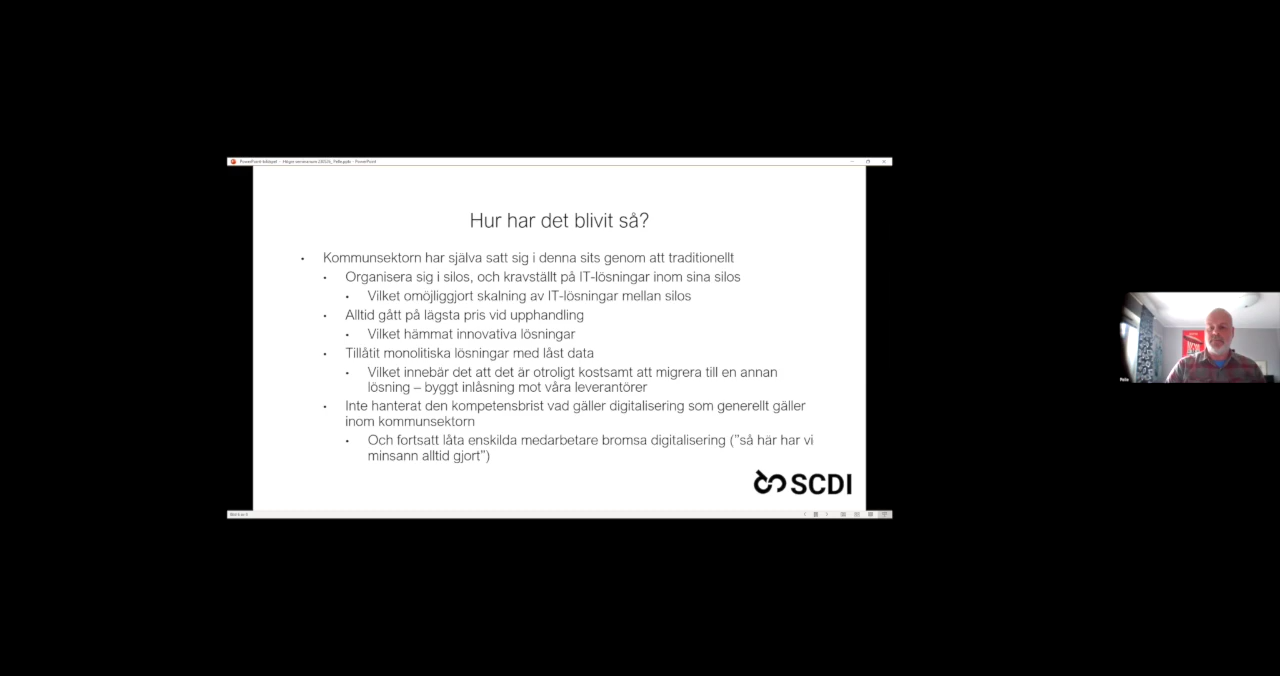 Hur har det blivit så?
• Kommunsektorn har själva satt sig i denna sits genom att traditionellt
• Organisera sig i silos, och kravställt på IT-lösningar inom sina silos
• Vilket omöjliggjort skalning av IT-lösningar mellan silos
• Alltid gått på lägsta pris vid upphandling
• Vilket hämmat innovativa lösningar
• Tillåtit monolitiska lösningar med låst data
• Vilket innebär det att det är otroligt kostsamt att migrera till en annan
lösning – byggt inlåsning mot våra leverantörer
• Inte hanterat den kompetensbrist vad gäller digitalisering som generellt gäller
inom kommunsektorn
• Och fortsatt låta enskilda medarbetare bromsa digitalisering ("så här har vi
minsann alltid gjort")
SCDI
Pelle